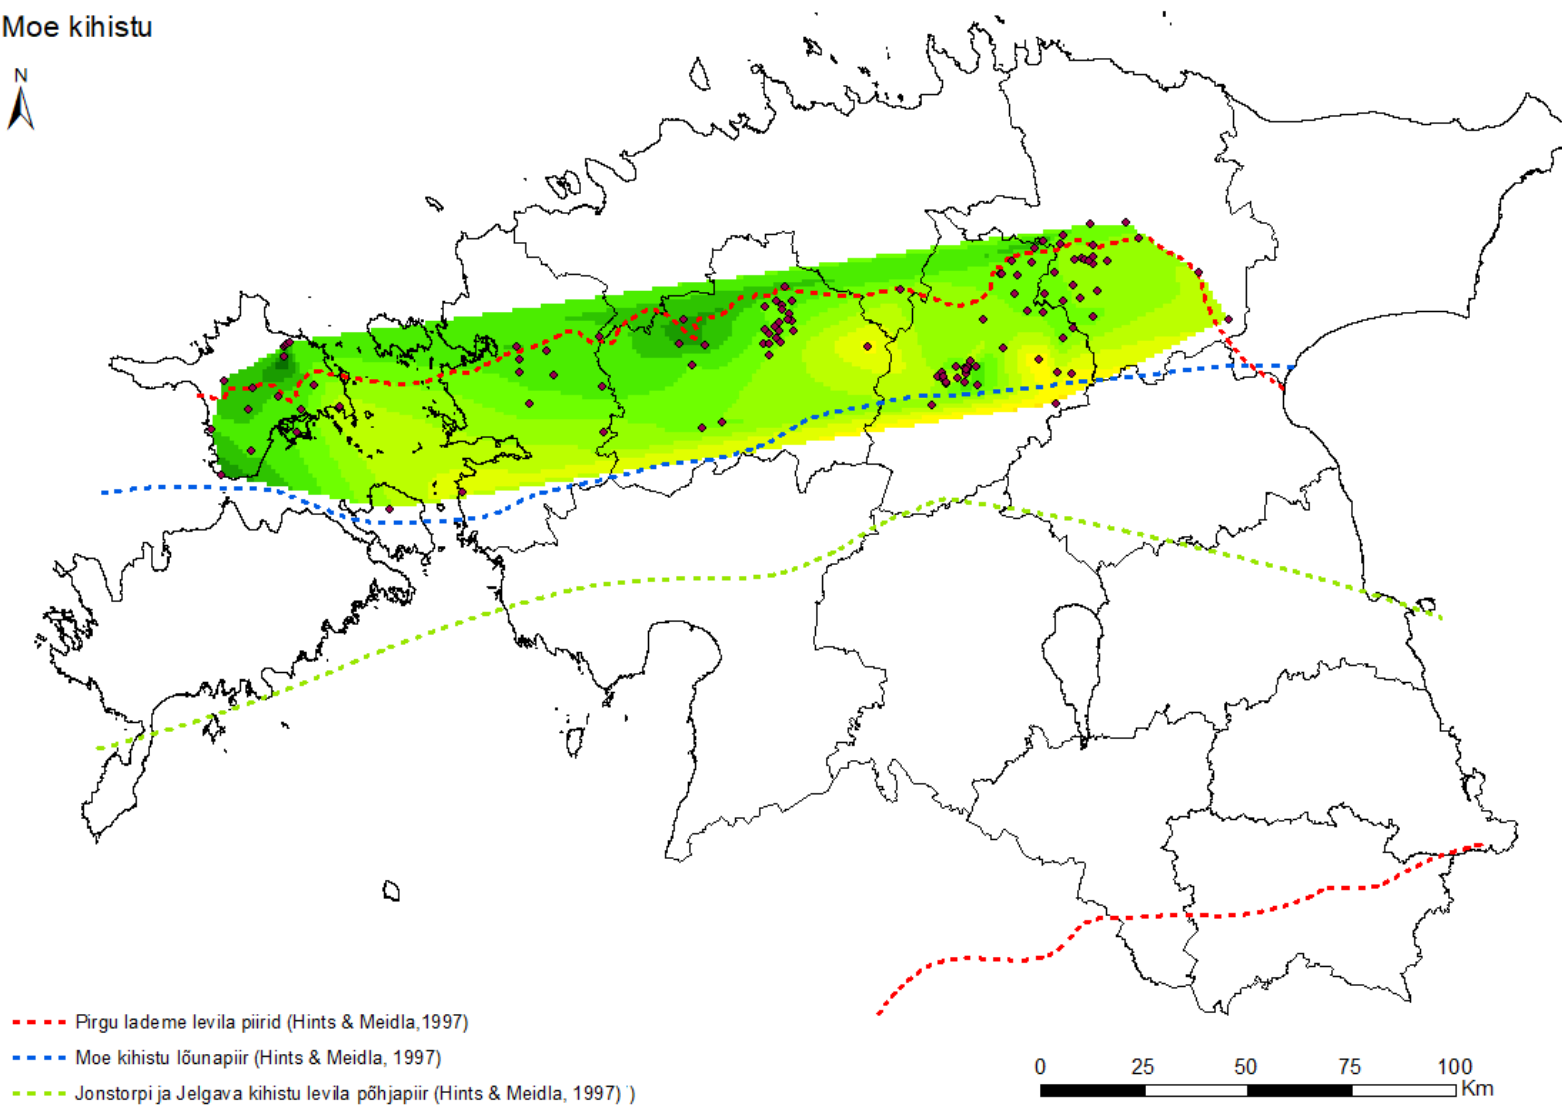 Moe kihistu
N
Pirgu lademe levila piirid (Hints & Meidla,1997)
Moe kihistu lõunapiir (Hints & Meidla, 1997)
Jonstorpi ja Jelgava kihistu levila põhjapiir (Hints & Meidla, 1997) )
0 25 50 75 100
Km